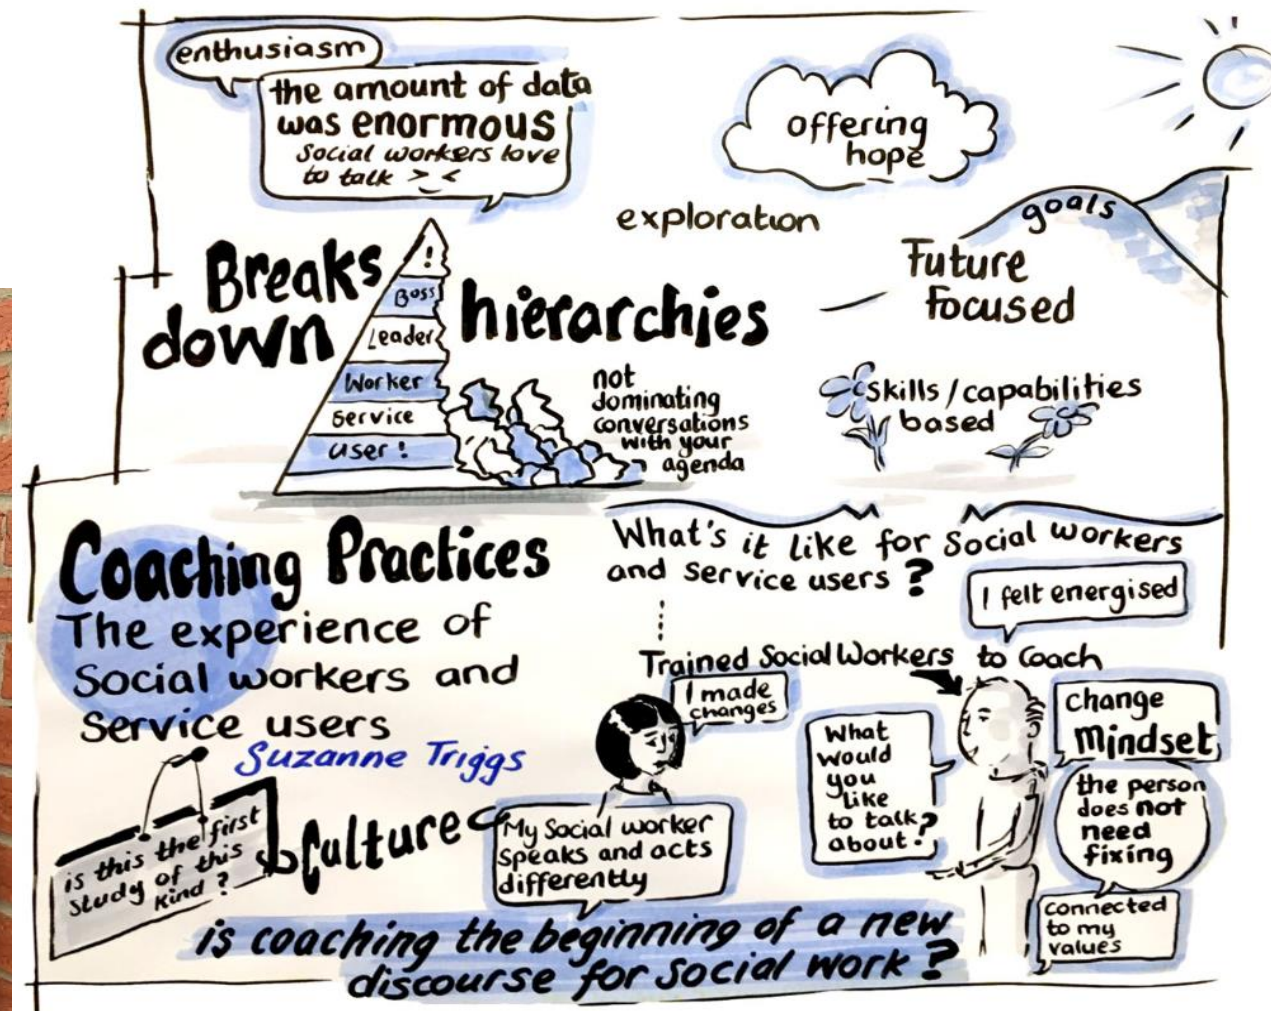 enthusiasm
the amount of data
was enormous
Social workers love
to talk > <
offering
hope
exploration
goals
Future
focused
Breaks
down
!
Boss
Leader
Worker
Service
user!
hierarchies
not
dominating
conversations
with your
agenda
skills/capabilities
based
Coaching Practices
The experience of
Social workers and
Service users
Suzanne Triggs
What's it like for Social workers
and service users?
I felt energised
Trained Social Workers to Coach
I made
changes
What
would
you
like
to talk
about?
change
Mindset
the person
does not
need
fixing
connected
to my
values
is this the first
study of this
kind?
Culture
My Social worker
speaks and acts
differently
is coaching the beginning of a new
discourse for Social work?